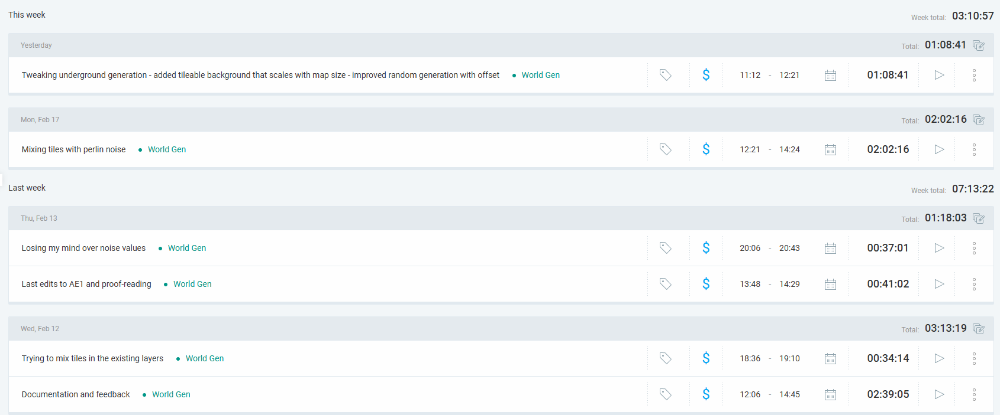 This week Week total: 03:10:57
Yesterday Total: 01:08:41
Tweaking underground generation - added tileable background that scales with map size - improved random generation with offset • World Gen $ 11:12 - 12:21 01:08:41
Mon, Feb 17 Total: 02:02:16
Mixing tiles with perlin noise • World Gen $ 12:21 - 14:24 02:02:16
Last week Week total: 07:13:22
Thu, Feb 13 Total: 01:18:03
Losing my mind over noise values • World Gen $ 20:06 - 20:43 00:37:01
Last edits to AE1 and proof-reading • World Gen $ 13:48 - 14:29 00:41:02
Wed, Feb 12 Total: 03:13:19
Trying to mix tiles in the existing layers • World Gen $ 18:36 - 19:10 00:34:14
Documentation and feedback • World Gen $ 12:06 - 14:45 02:39:05